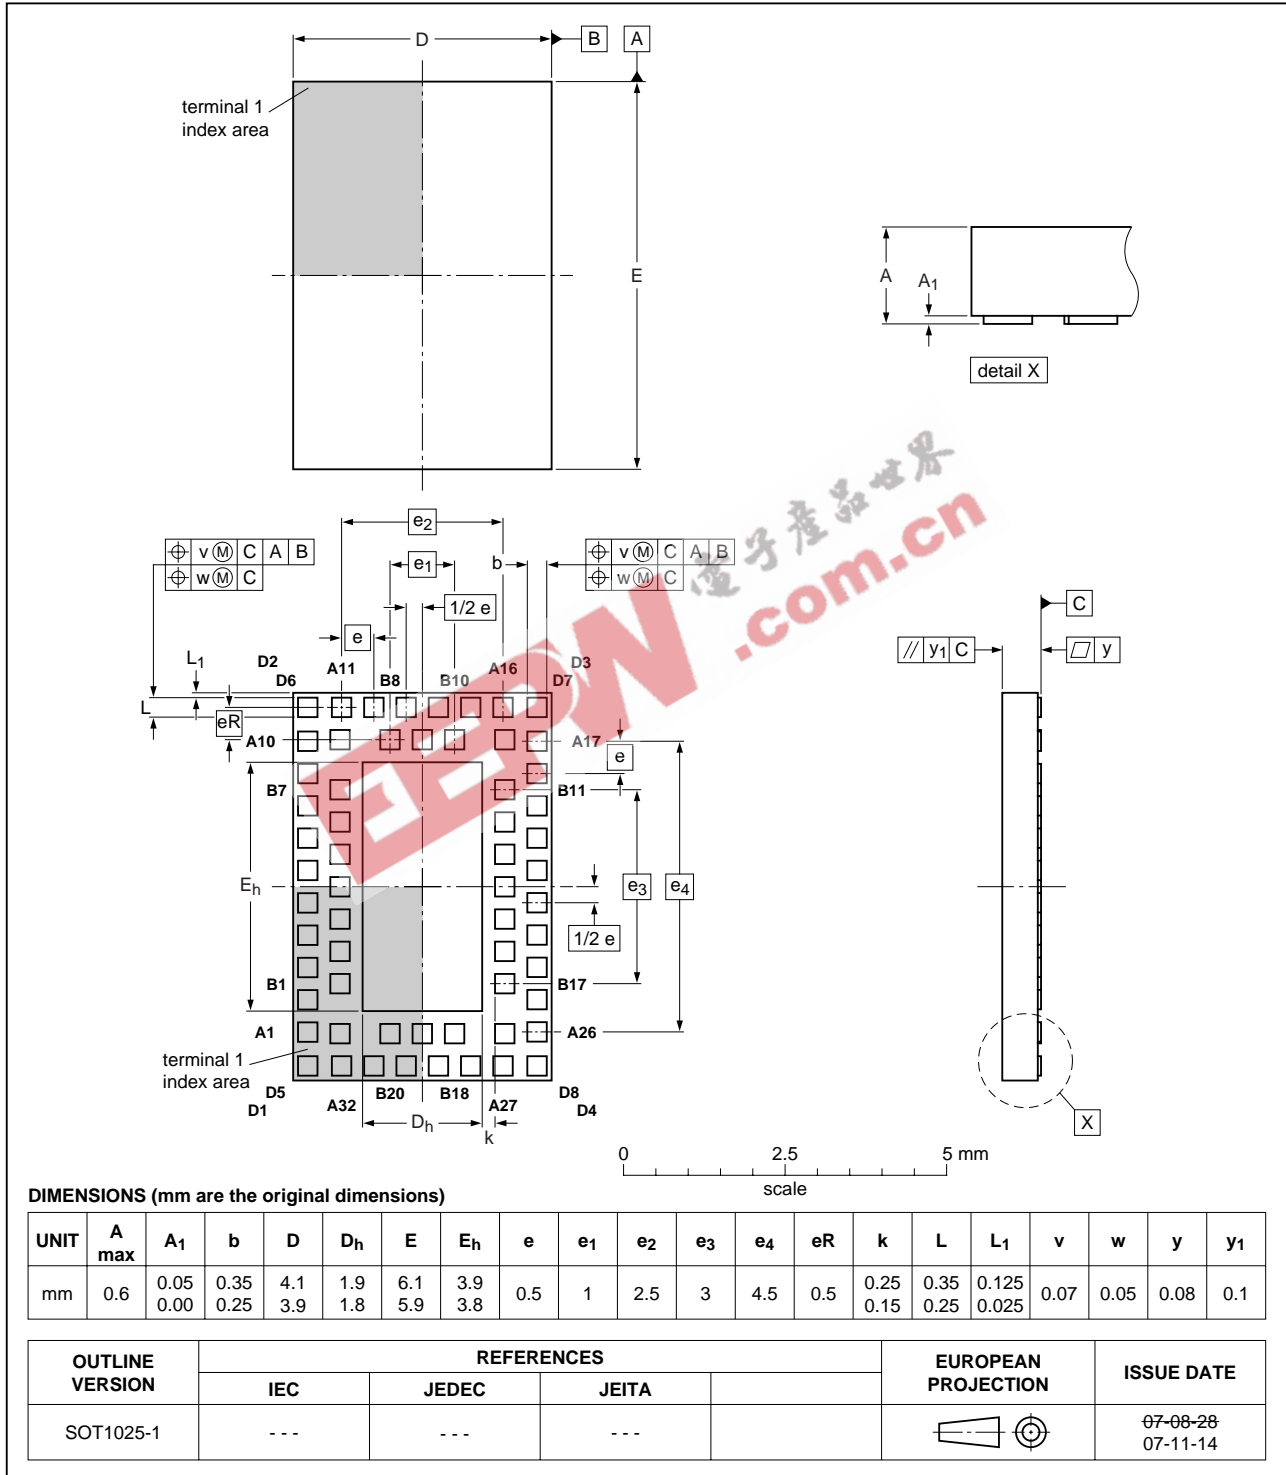 D B A
terminal 1
index area
E
A A1
detail X
e2
v M C A B
w M C
e1
b
v M C A B
w M C
1/2 e
e
C
// y1 C
y
L1
D2 A11 A16 D3
D6 B8 B10 D7
L
eR
A10 A17
e
B7 B11
Eh e3 e4
1/2 e
B1 B17
A1 A26
terminal 1
index area
D5 B20 B18 D8
D1 A32 A27 D4
Dh k
X
0 2.5 5 mm
scale
電子產品世界
.com.cn
EEPW
DIMENSIONS (mm are the original dimensions)
UNIT A max A1 b D Dh E Eh e e1 e2 e3 e4 eR k L L1 v w y y1
mm 0.6 0.05 0.00 0.35 0.25 4.1 3.9 1.9 1.8 6.1 5.9 3.9 3.8 0.5 1 2.5 3 4.5 0.5 0.25 0.15 0.35 0.25 0.125 0.025 0.07 0.05 0.08 0.1
OUTLINE VERSION REFERENCES EUROPEAN PROJECTION ISSUE DATE
IEC JEDEC JEITA
SOT1025-1 - - - - - - - - - 07-08-28
07-11-14